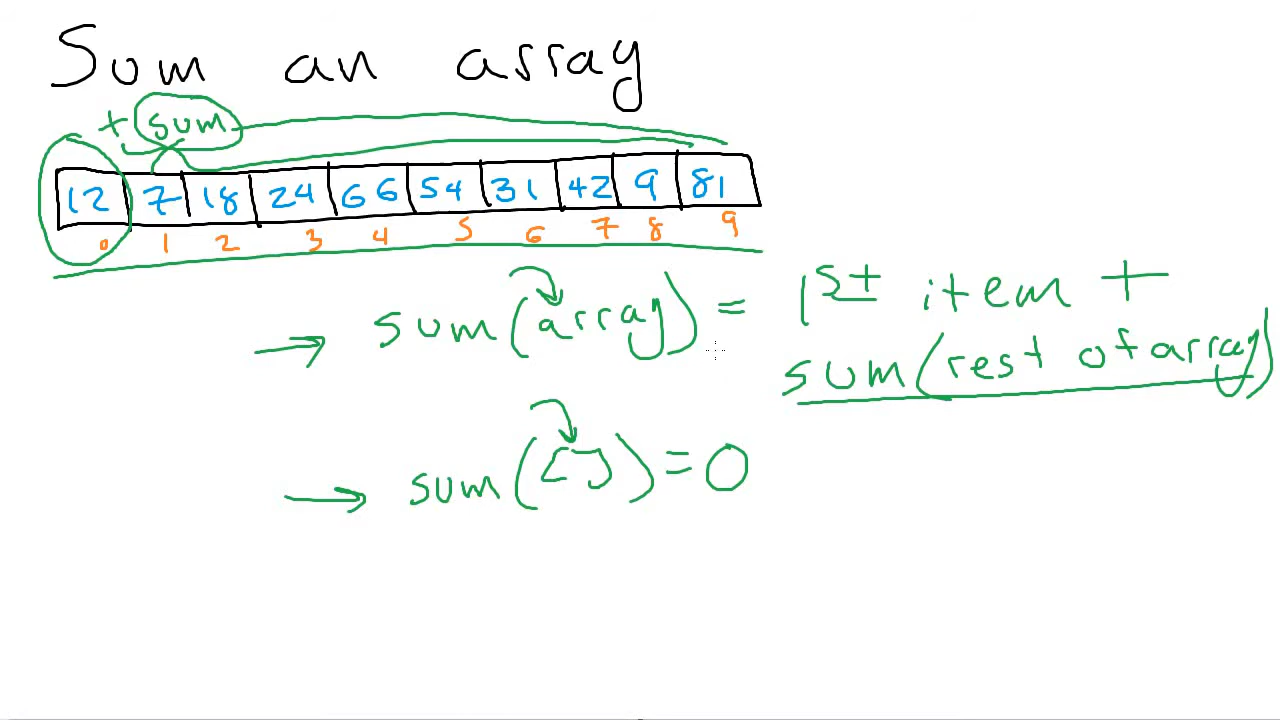 Sum an array
+ sum
12 7 18 24 66 54 31 42 9 81
0 1 2 3 4 5 6 7 8 9
→ sum(array) = 1st item +
sum(rest of array)
→ sum([]) = 0